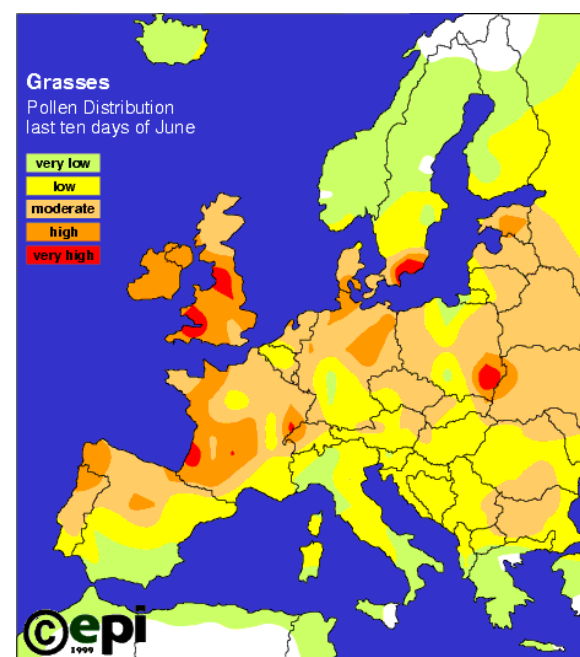 Grasses
Pollen Distribution
last ten days of June
very low
low
moderate
high
very high
©epi
1999